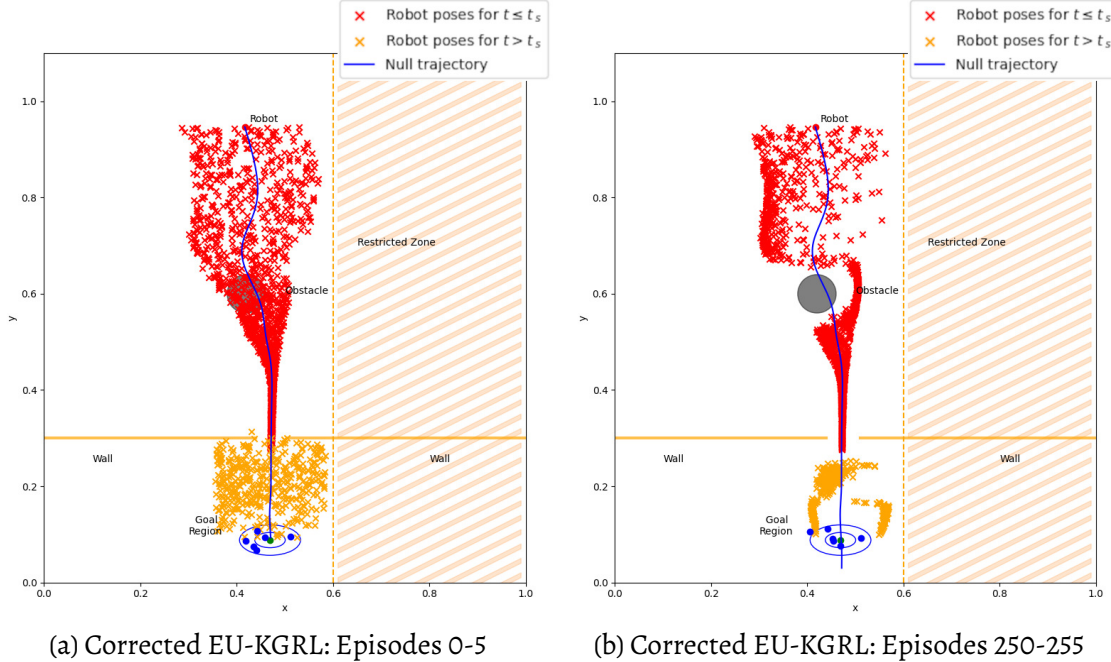 Robot poses for t ≤ t_s
Robot poses for t > t_s
Null trajectory
1.0
0.8
0.6
0.4
0.2
0.0
y
Robot
Restricted Zone
Obstacle
Wall
Wall
Goal
Region
0.0 0.2 0.4 0.6 0.8 1.0
x
(a) Corrected EU-KGRL: Episodes 0-5
Robot poses for t ≤ t_s
Robot poses for t > t_s
Null trajectory
1.0
0.8
0.6
0.4
0.2
0.0
y
Robot
Restricted Zone
Obstacle
Wall
Wall
Goal
Region
0.0 0.2 0.4 0.6 0.8 1.0
x
(b) Corrected EU-KGRL: Episodes 250-255